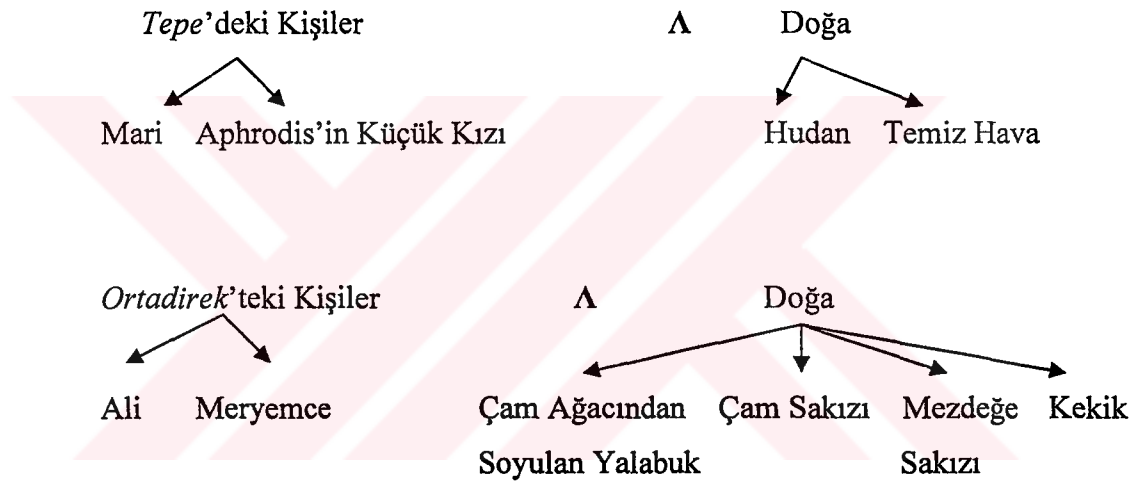 Tepe'deki Kişiler Λ Doğa
Mari Aphrodis'in Küçük Kızı Hudan Temiz Hava
Ortadirek'teki Kişiler Λ Doğa
Ali Meryemce Çam Ağacından Çam Sakızı Mezdeğe Kekik
Soyulan Yalabuk Sakızı